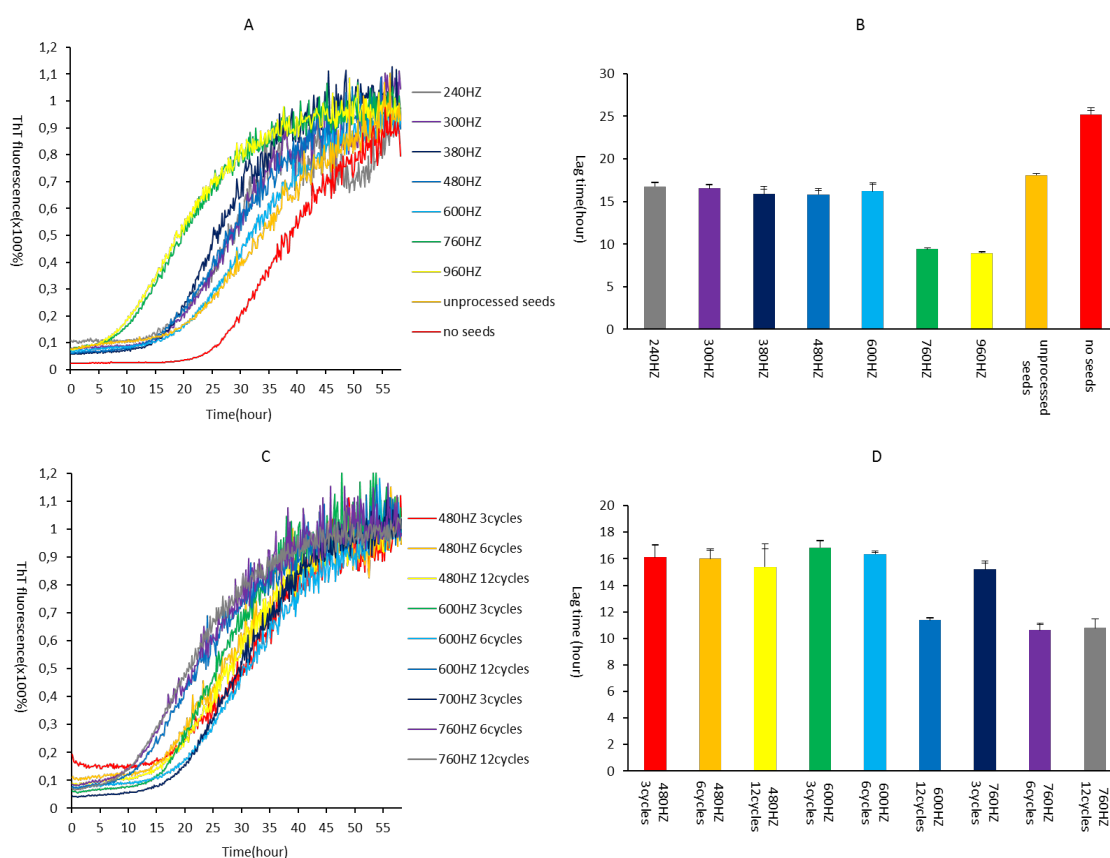 A
ThT fluorescence(x100%)
1,2
1,1
1
0,9
0,8
0,7
0,6
0,5
0,4
0,3
0,2
0,1
0
0 5 10 15 20 25 30 35 40 45 50 55
Time(hour)
240HZ
300HZ
380HZ
480HZ
600HZ
760HZ
960HZ
unprocessed seeds
no seeds
B
Lag time(hour)
30
25
20
15
10
5
0
240HZ
300HZ
380HZ
480HZ
600HZ
760HZ
960HZ
unprocessed
seeds
no seeds
C
ThT fluorescence(x100%)
1,2
1,1
1
0,9
0,8
0,7
0,6
0,5
0,4
0,3
0,2
0,1
0
0 5 10 15 20 25 30 35 40 45 50 55
Time(hour)
480HZ 3cycles
480HZ 6cycles
480HZ 12cycles
600HZ 3cycles
600HZ 6cycles
600HZ 12cycles
700HZ 3cycles
760HZ 6cycles
760HZ 12cycles
D
Lag time (hour)
20
18
16
14
12
10
8
6
4
2
0
480HZ
3cycles
480HZ
6cycles
480HZ
12cycles
600HZ
3cycles
600HZ
6cycles
600HZ
12cycles
760HZ
3cycles
760HZ
6cycles
760HZ
12cycles